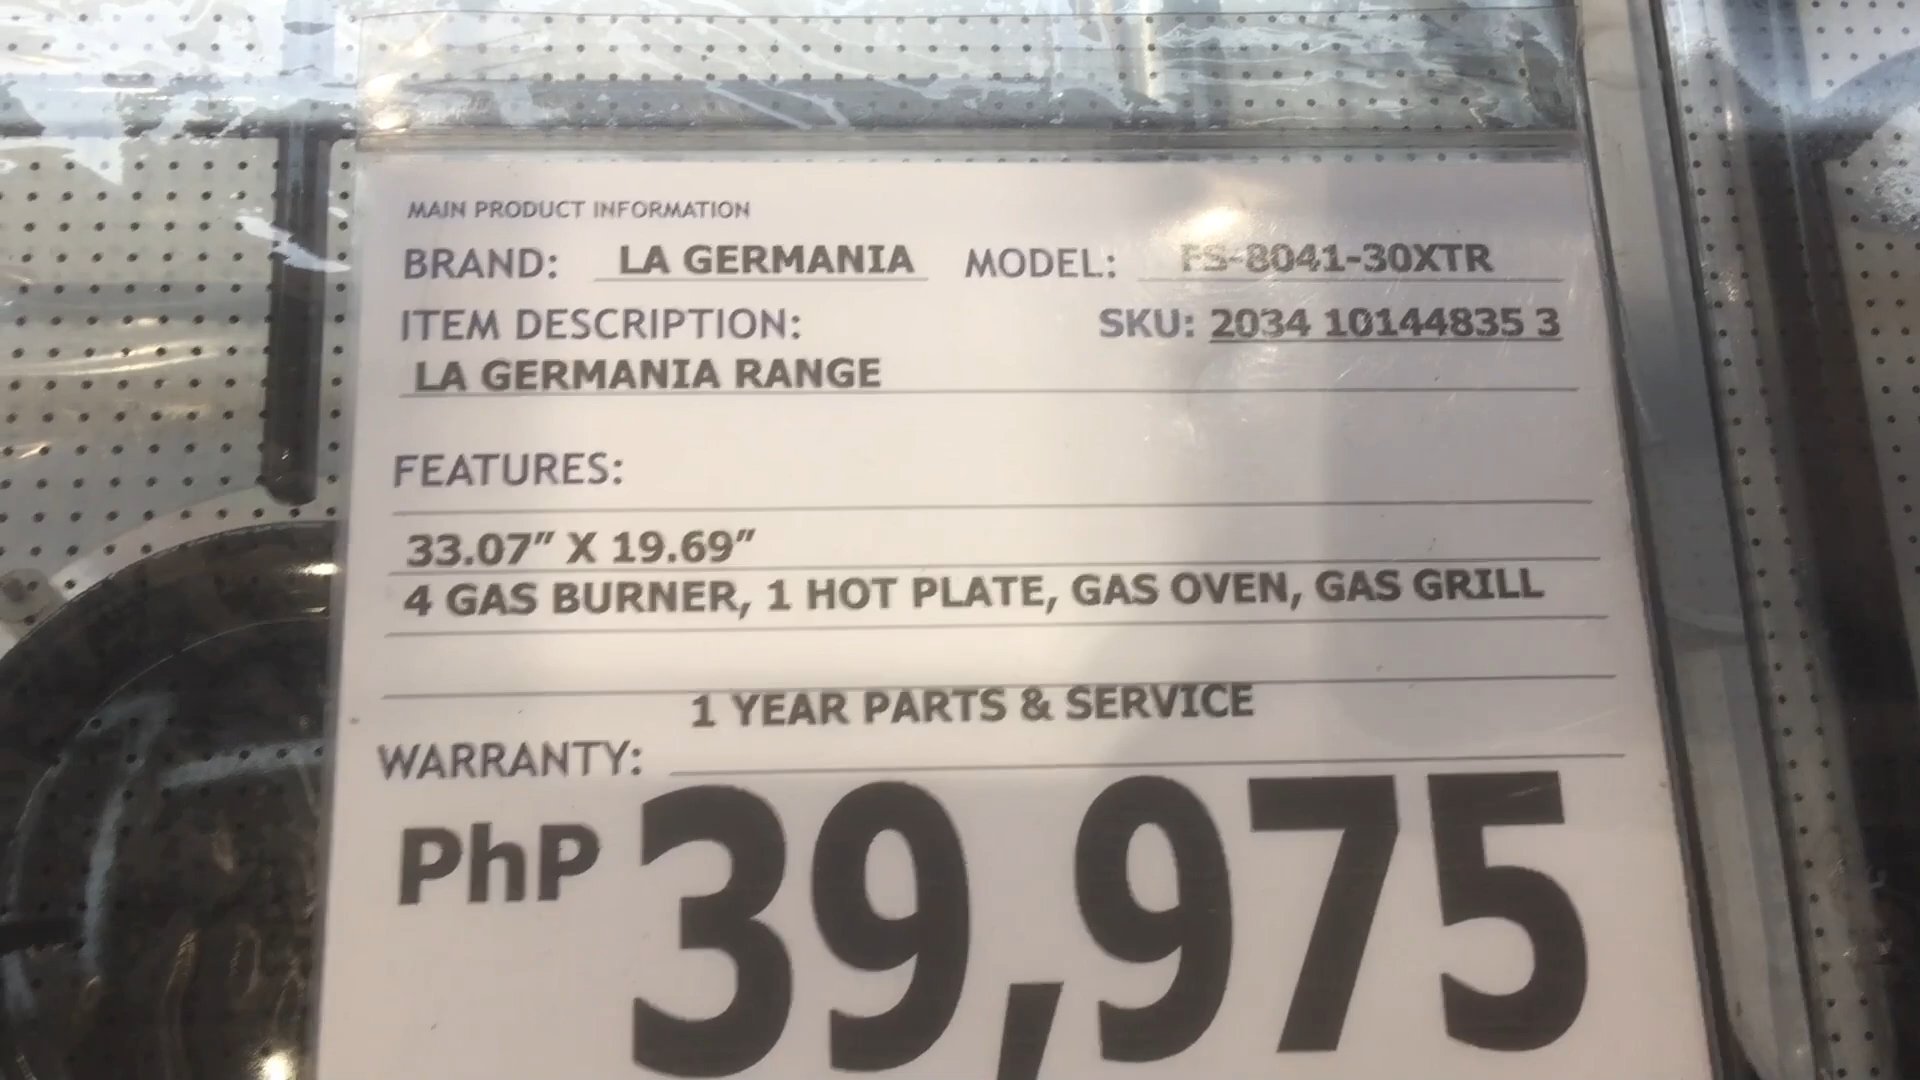 MAIN PRODUCT INFORMATION
BRAND: LA GERMANIA MODEL: FS-8041-30XTR
ITEM DESCRIPTION: SKU: 2034 10144835 3
LA GERMANIA RANGE
FEATURES:
33.07” X 19.69”
4 GAS BURNER, 1 HOT PLATE, GAS OVEN, GAS GRILL
1 YEAR PARTS & SERVICE
WARRANTY:
PhP 39,975